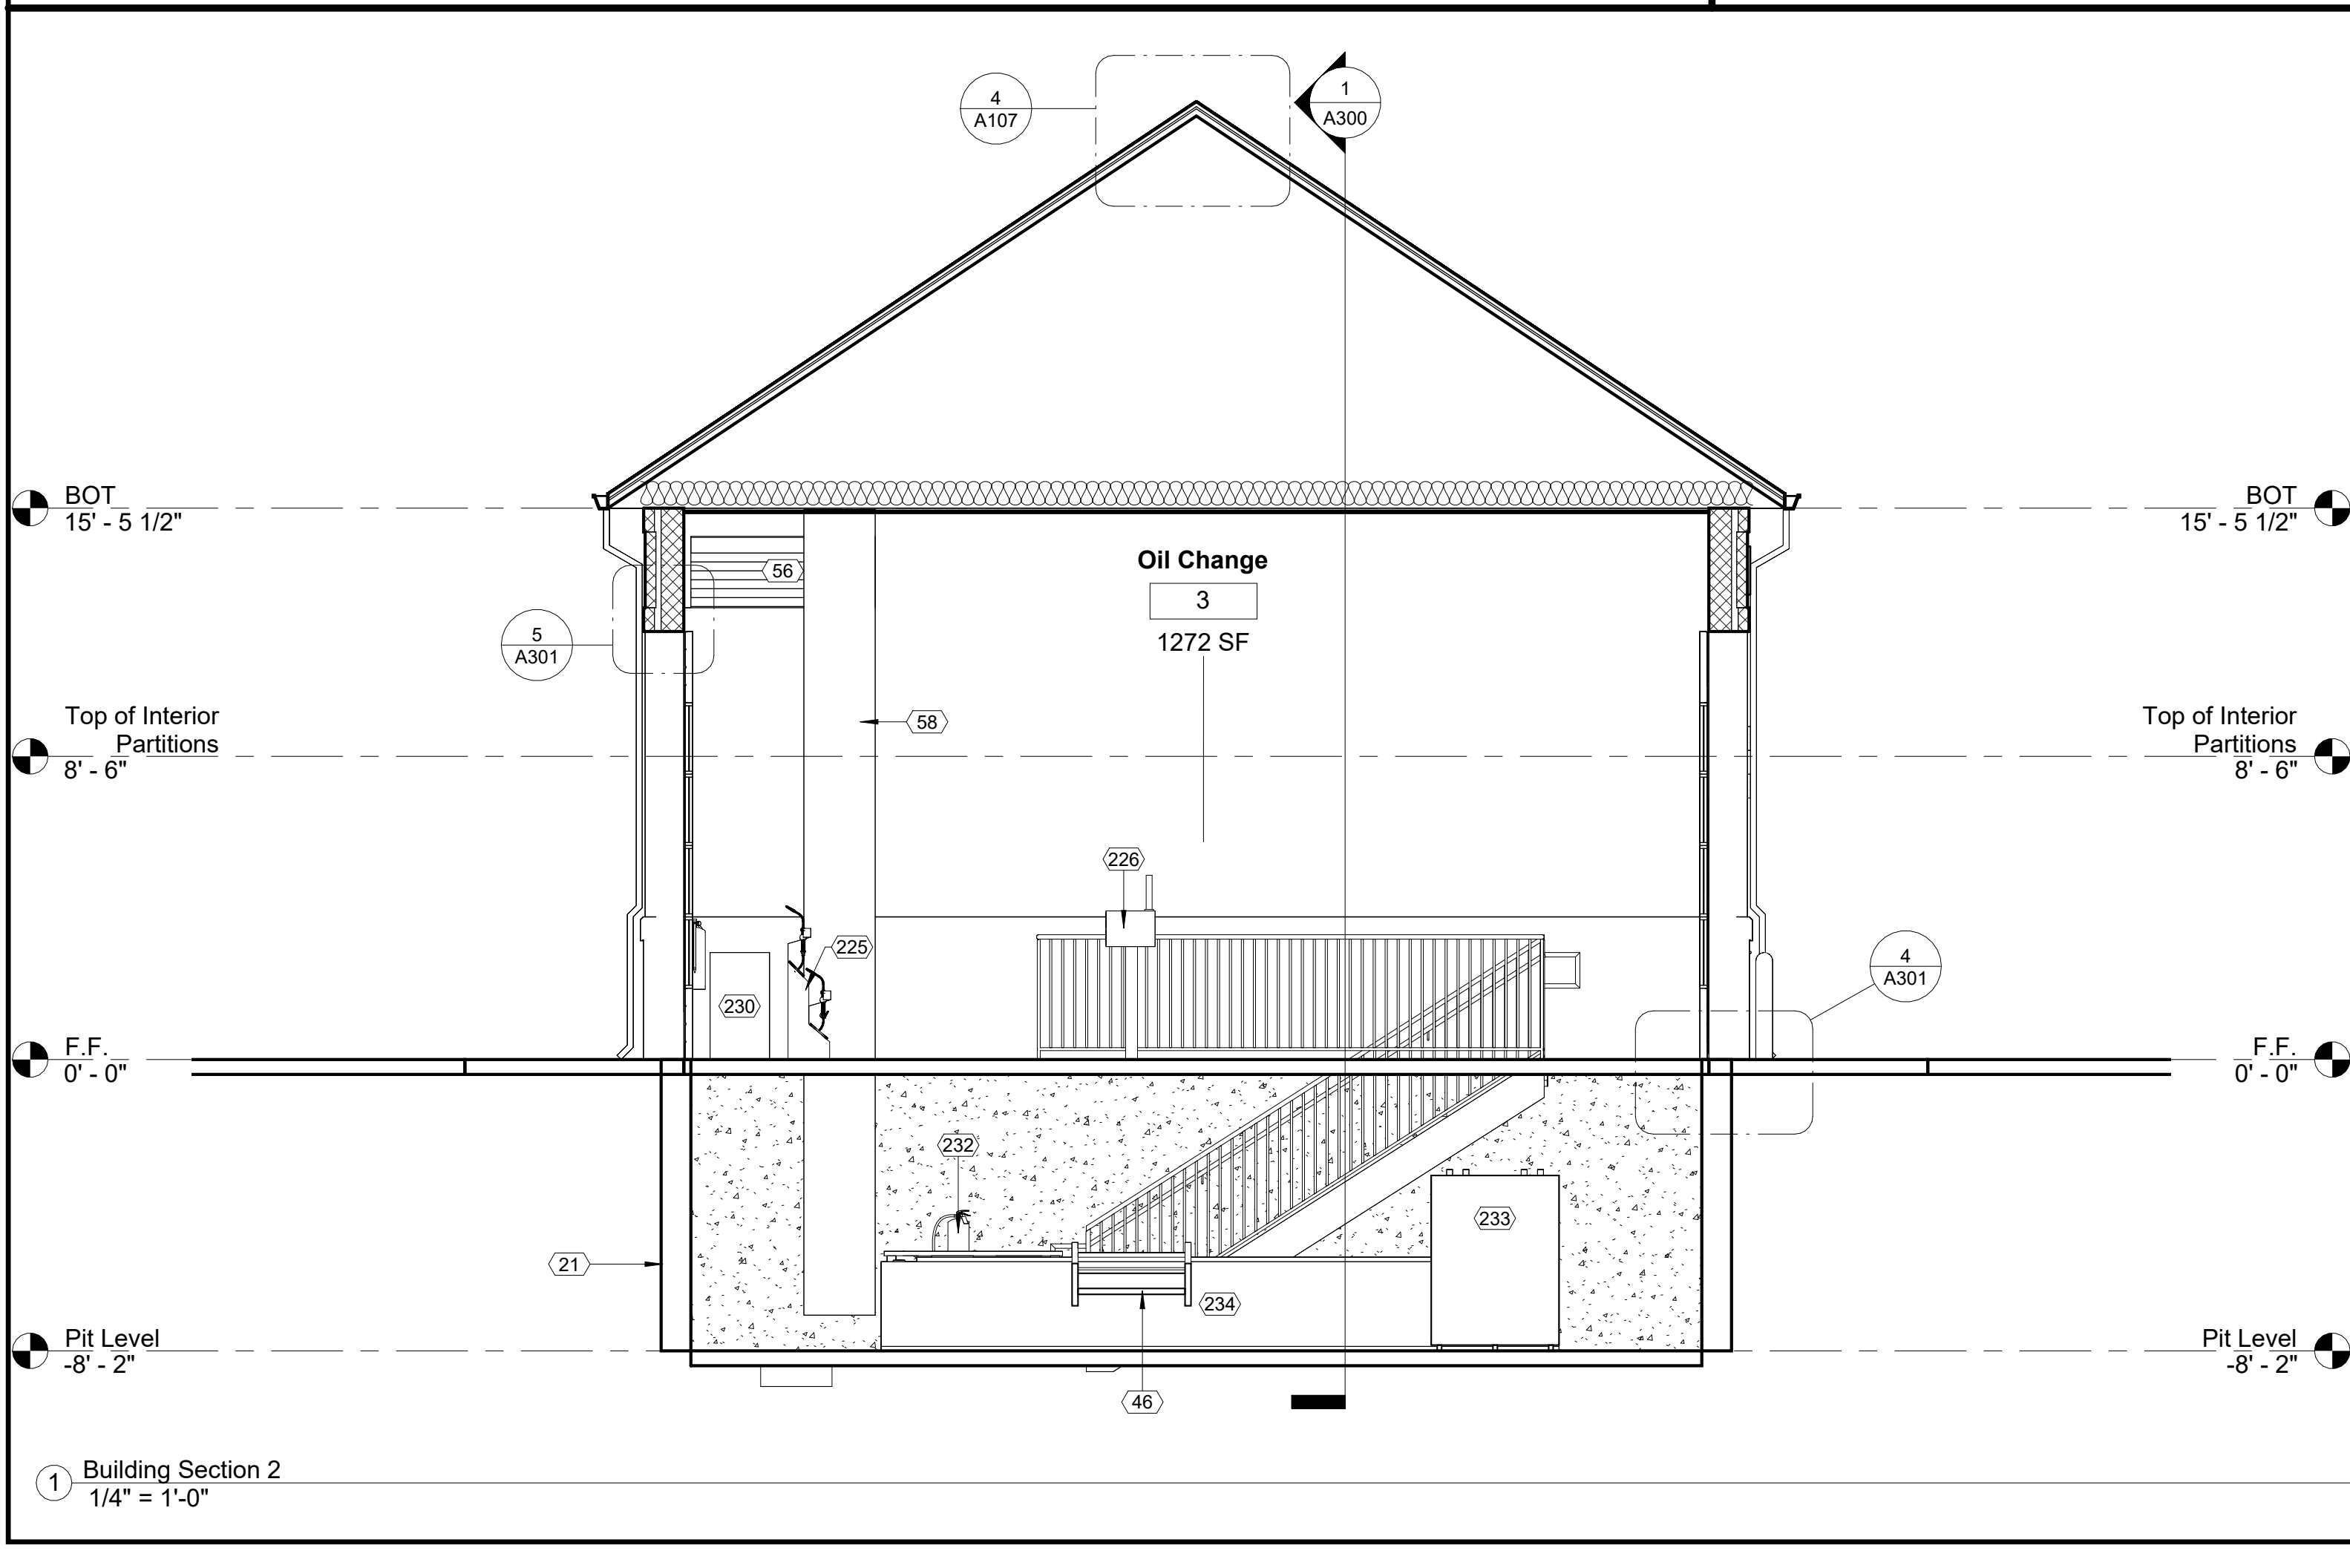 4
A107
1
A300
BOT
15' - 5 1/2"
BOT
15' - 5 1/2"
56
Oil Change
3
1272 SF
5
A301
58
Top of Interior
Partitions
8' - 6"
Top of Interior
Partitions
8' - 6"
226
225
230
4
A301
F.F.
0' - 0"
F.F.
0' - 0"
232
233
21
234
Pit Level
-8' - 2"
Pit Level
-8' - 2"
46
1
Building Section 2
1/4" = 1'-0"